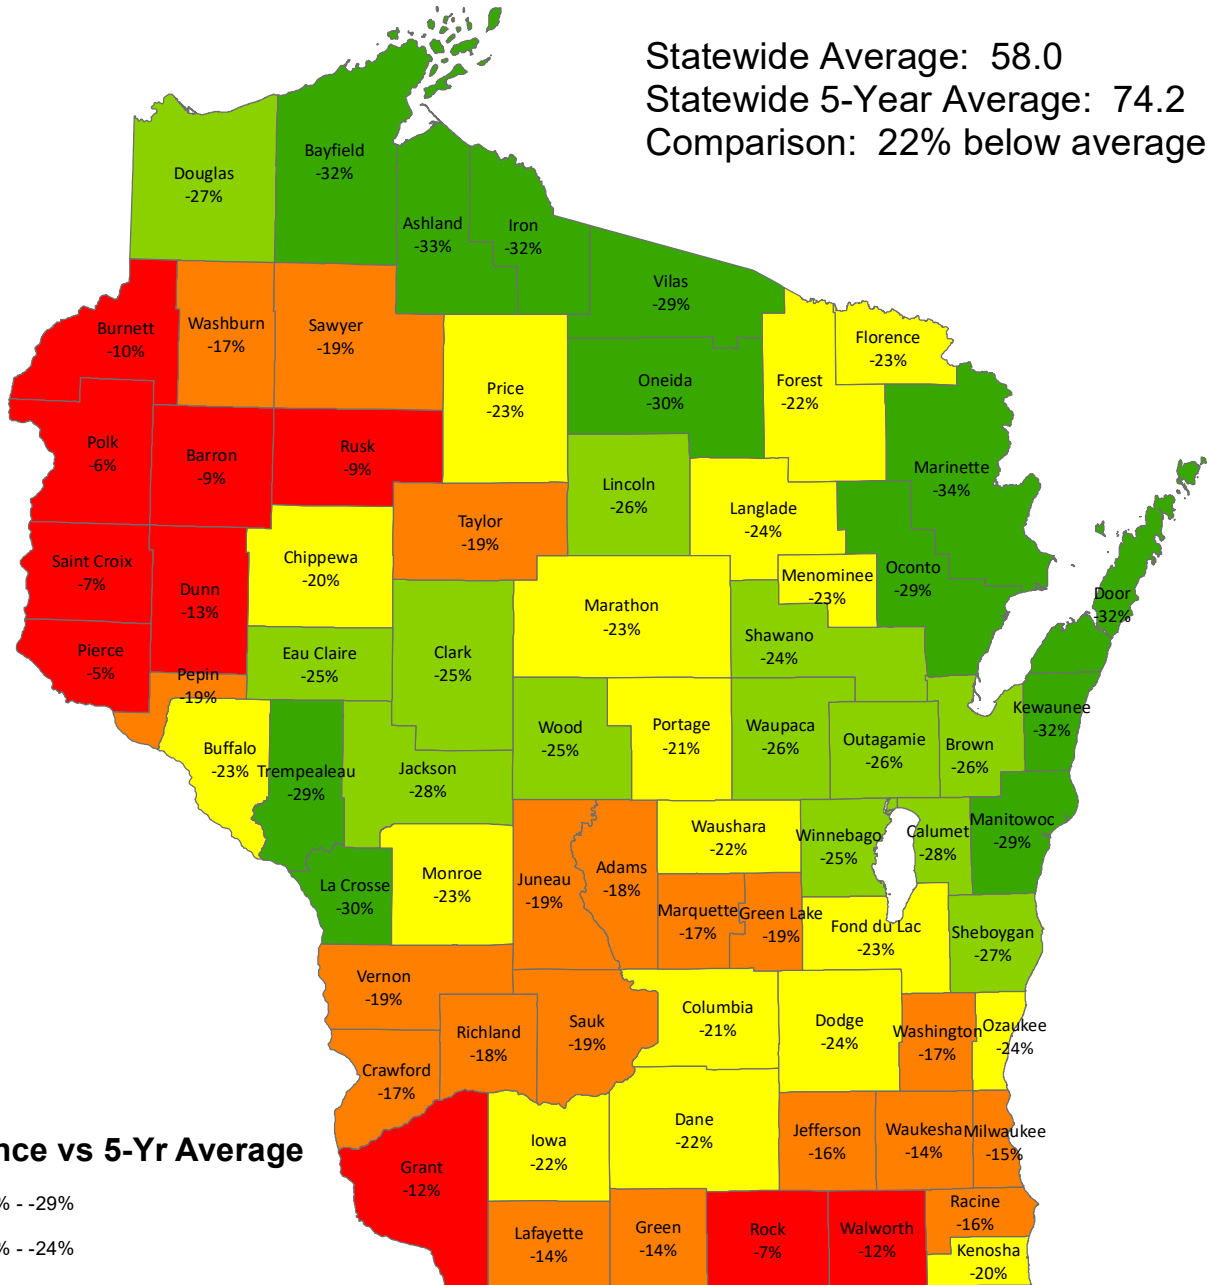 Statewide Average: 58.0
Statewide 5-Year Average: 74.2
Comparison: 22% below average
Douglas
-27%
Bayfield
-32%
Ashland
-33%
Iron
-32%
Vilas
-29%
Burnett
-10%
Washburn
-17%
Sawyer
-19%
Price
-23%
Oneida
-30%
Forest
-22%
Florence
-23%
Marinette
-34%
Polk
-6%
Barron
-9%
Rusk
-9%
Taylor
-19%
Lincoln
-26%
Langlade
-24%
Oconto
-29%
Menominee
-23%
Door
-32%
Saint Croix
-7%
Dunn
-13%
Chippewa
-20%
Marathon
-23%
Shawano
-24%
Pierce
-5%
Pepin
-19%
Eau Claire
-25%
Clark
-25%
Wood
-25%
Portage
-21%
Waupaca
-26%
Outagamie
-26%
Brown
-26%
Kewaunee
-32%
Buffalo
-23%
Trempealeau
-29%
Jackson
-28%
Waushara
-22%
Winnebago
-25%
Calumet
-28%
Manitowoc
-29%
La Crosse
-30%
Monroe
-23%
Juneau
-19%
Adams
-18%
Marquette
-17%
Green Lake
-19%
Fond du Lac
-23%
Sheboygan
-27%
Vernon
-19%
Richland
-18%
Sauk
-19%
Columbia
-21%
Dodge
-24%
Washington
-17%
Ozaukee
-24%
Crawford
-17%
Grant
-12%
Iowa
-22%
Dane
-22%
Jefferson
-16%
Waukesha
-14%
Milwaukee
-15%
Lafayette
-14%
Green
-14%
Rock
-7%
Walworth
-12%
Racine
-16%
Kenosha
-20%
nce vs 5-Yr Average
% - -29%
% - -24%